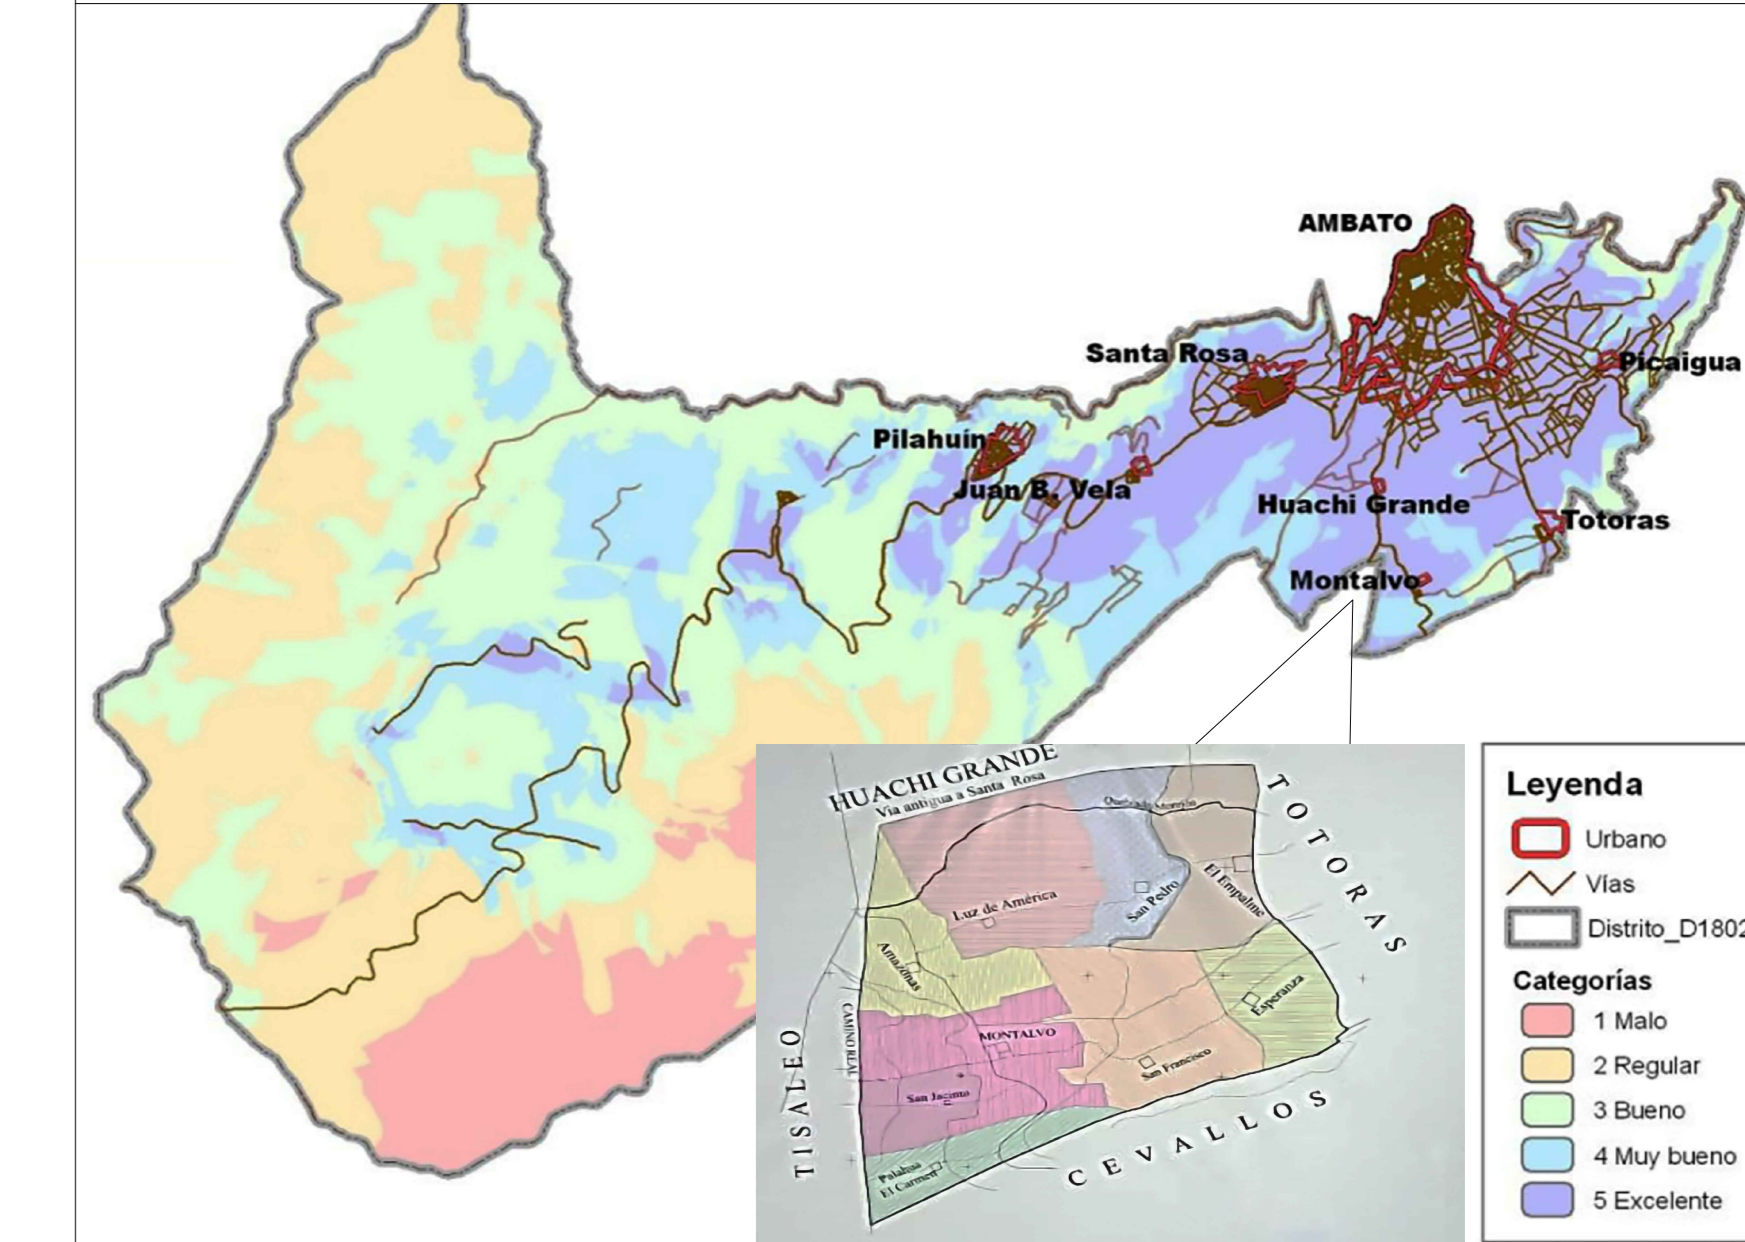 AMBATO
Santa Rosa
Picaigua
Pilahuín
Juan B. Vela
Huachi Grande
Totoras
Montalvo
HUACHI GRANDE
Vía antigua a Santa Rosa
Quebrada
TOTORAS
Luz de América
San Pedro
El Empalme
Amazonas
Esperanza
CAMINO REAL
MONTALVO
San Francisco
San Jacinto
TISALEO
CEVALLOS
Palahua
El Carmen
Leyenda
Urbano
Vías
Distrito_D1802
Categorías
1 Malo
2 Regular
3 Bueno
4 Muy bueno
5 Excelente